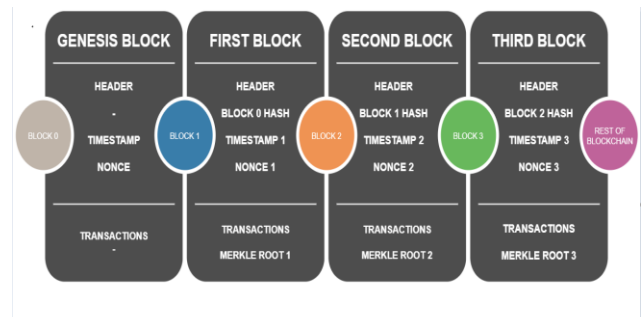 GENESIS BLOCK
HEADER
-
TIMESTAMP
NONCE
TRANSACTIONS
-
FIRST BLOCK
HEADER
BLOCK 0 HASH
TIMESTAMP 1
NONCE 1
TRANSACTIONS
MERKLE ROOT 1
SECOND BLOCK
HEADER
BLOCK 1 HASH
TIMESTAMP 2
NONCE 2
TRANSACTIONS
MERKLE ROOT 2
THIRD BLOCK
HEADER
BLOCK 2 HASH
TIMESTAMP 3
NONCE 3
TRANSACTIONS
MERKLE ROOT 3
BLOCK 0
BLOCK 1
BLOCK 2
BLOCK 3
REST OF
BLOCKCHAIN